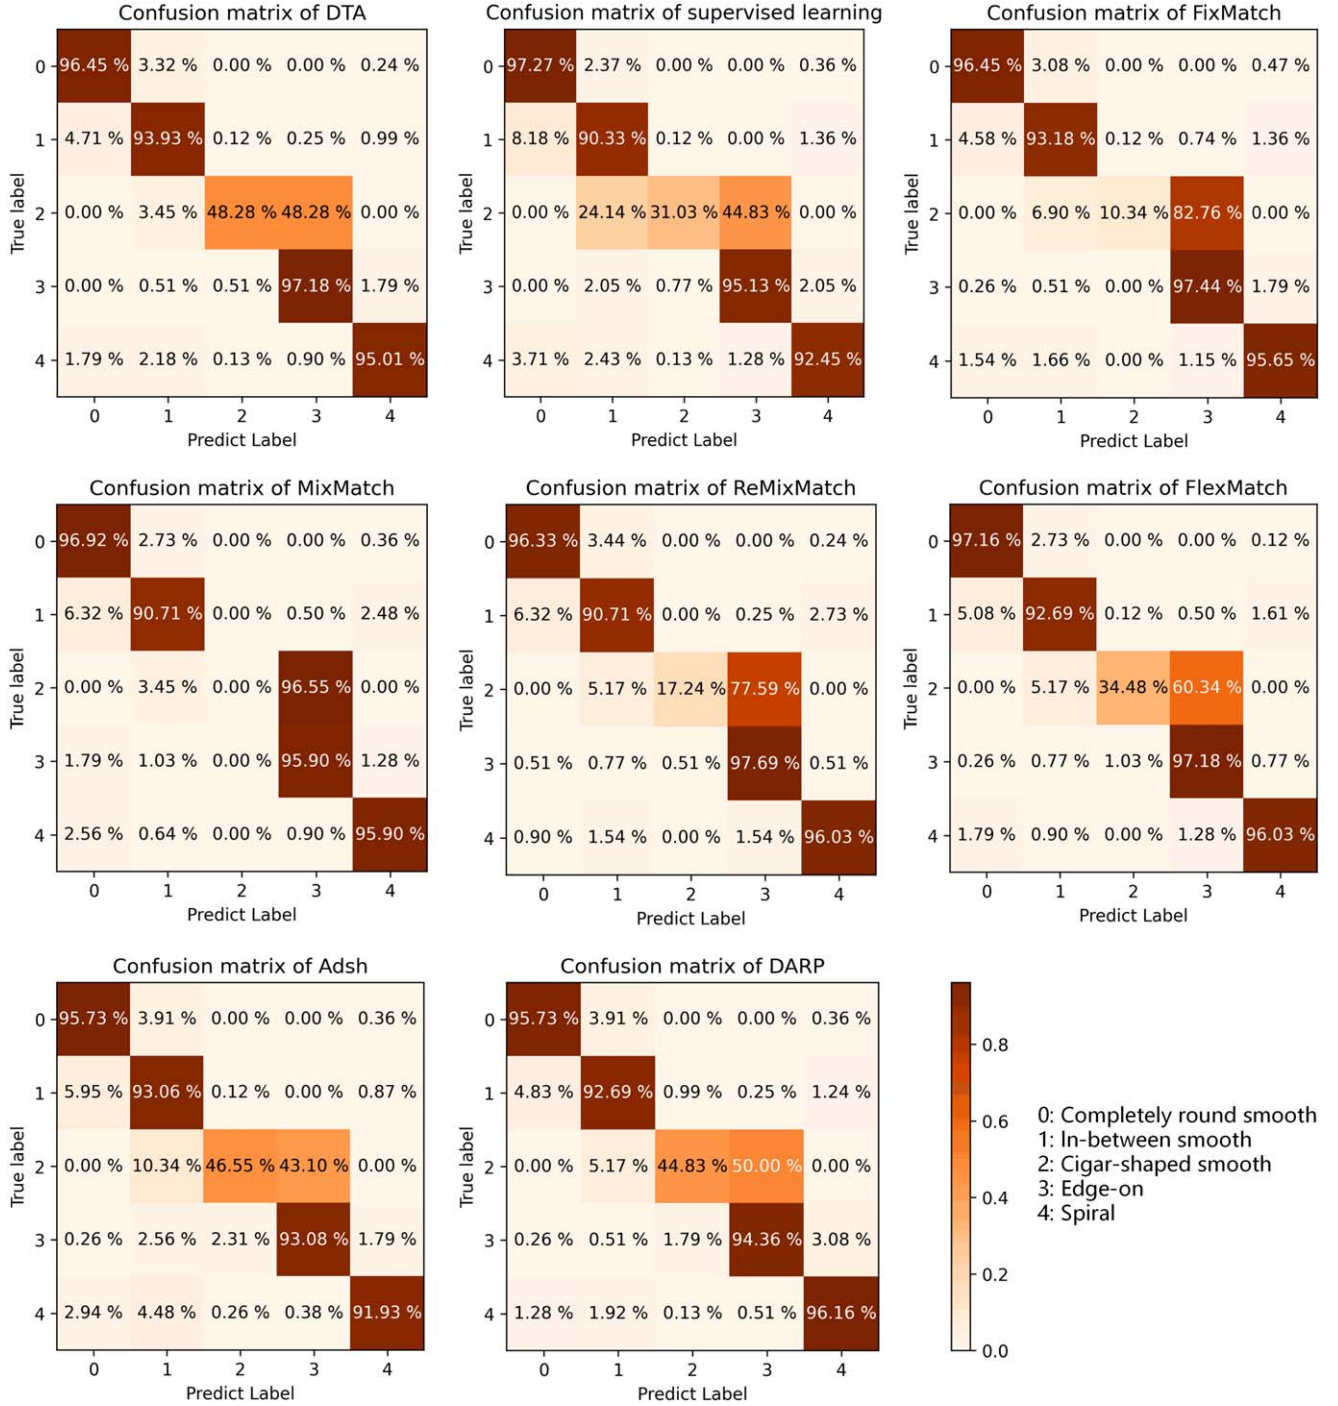 Confusion matrix of DTA
True label
0 96.45 % 3.32 % 0.00 % 0.00 % 0.24 %
1 4.71 % 93.93 % 0.12 % 0.25 % 0.99 %
2 0.00 % 3.45 % 48.28 % 48.28 % 0.00 %
3 0.00 % 0.51 % 0.51 % 97.18 % 1.79 %
4 1.79 % 2.18 % 0.13 % 0.90 % 95.01 %
0 1 2 3 4
Predict Label
Confusion matrix of supervised learning
True label
0 97.27 % 2.37 % 0.00 % 0.00 % 0.36 %
1 8.18 % 90.33 % 0.12 % 0.00 % 1.36 %
2 0.00 % 24.14 % 31.03 % 44.83 % 0.00 %
3 0.00 % 2.05 % 0.77 % 95.13 % 2.05 %
4 3.71 % 2.43 % 0.13 % 1.28 % 92.45 %
0 1 2 3 4
Predict Label
Confusion matrix of FixMatch
True label
0 96.45 % 3.08 % 0.00 % 0.00 % 0.47 %
1 4.58 % 93.18 % 0.12 % 0.74 % 1.36 %
2 0.00 % 6.90 % 10.34 % 82.76 % 0.00 %
3 0.26 % 0.51 % 0.00 % 97.44 % 1.79 %
4 1.54 % 1.66 % 0.00 % 1.15 % 95.65 %
0 1 2 3 4
Predict Label
Confusion matrix of MixMatch
True label
0 96.92 % 2.73 % 0.00 % 0.00 % 0.36 %
1 6.32 % 90.71 % 0.00 % 0.50 % 2.48 %
2 0.00 % 3.45 % 0.00 % 96.55 % 0.00 %
3 1.79 % 1.03 % 0.00 % 95.90 % 1.28 %
4 2.56 % 0.64 % 0.00 % 0.90 % 95.90 %
0 1 2 3 4
Predict Label
Confusion matrix of ReMixMatch
True label
0 96.33 % 3.44 % 0.00 % 0.00 % 0.24 %
1 6.32 % 90.71 % 0.00 % 0.25 % 2.73 %
2 0.00 % 5.17 % 17.24 % 77.59 % 0.00 %
3 0.51 % 0.77 % 0.51 % 97.69 % 0.51 %
4 0.90 % 1.54 % 0.00 % 1.54 % 96.03 %
0 1 2 3 4
Predict Label
Confusion matrix of FlexMatch
True label
0 97.16 % 2.73 % 0.00 % 0.00 % 0.12 %
1 5.08 % 92.69 % 0.12 % 0.50 % 1.61 %
2 0.00 % 5.17 % 34.48 % 60.34 % 0.00 %
3 0.26 % 0.77 % 1.03 % 97.18 % 0.77 %
4 1.79 % 0.90 % 0.00 % 1.28 % 96.03 %
0 1 2 3 4
Predict Label
Confusion matrix of Adsh
True label
0 95.73 % 3.91 % 0.00 % 0.00 % 0.36 %
1 5.95 % 93.06 % 0.12 % 0.00 % 0.87 %
2 0.00 % 10.34 % 46.55 % 43.10 % 0.00 %
3 0.26 % 2.56 % 2.31 % 93.08 % 1.79 %
4 2.94 % 4.48 % 0.26 % 0.38 % 91.93 %
0 1 2 3 4
Predict Label
Confusion matrix of DARP
True label
0 95.73 % 3.91 % 0.00 % 0.00 % 0.36 %
1 4.83 % 92.69 % 0.99 % 0.25 % 1.24 %
2 0.00 % 5.17 % 44.83 % 50.00 % 0.00 %
3 0.26 % 0.51 % 1.79 % 94.36 % 3.08 %
4 1.28 % 1.92 % 0.13 % 0.51 % 96.16 %
0 1 2 3 4
Predict Label
0.8
0.6
0.4
0.2
0.0
0: Completely round smooth
1: In-between smooth
2: Cigar-shaped smooth
3: Edge-on
4: Spiral